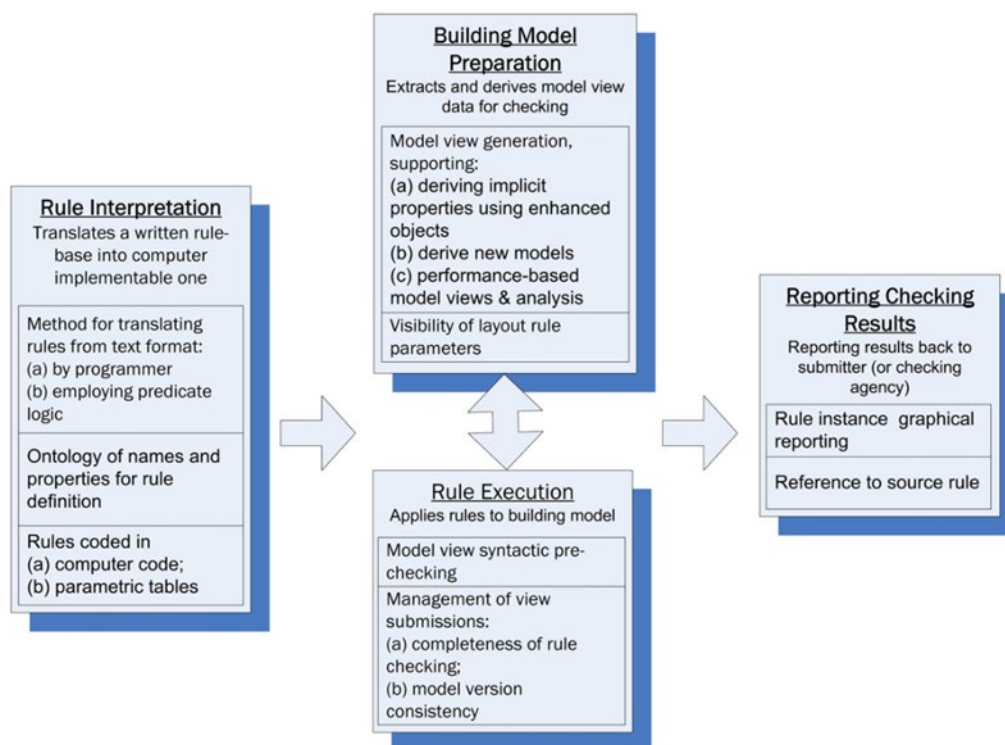 Rule Interpretation
Translates a written rule-
base into computer
implementable one
Method for translating
rules from text format:
(a) by programmer
(b) employing predicate
logic
Ontology of names and
properties for rule
definition
Rules coded in
(a) computer code;
(b) parametric tables
Building Model
Preparation
Extracts and derives model view
data for checking
Model view generation,
supporting:
(a) deriving implicit
properties using enhanced
objects
(b) derive new models
(c) performance-based
model views & analysis
Visibility of layout rule
parameters
Rule Execution
Applies rules to building model
Model view syntactic pre-
checking
Management of view
submissions:
(a) completeness of rule
checking;
(b) model version
consistency
Reporting Checking
Results
Reporting results back to
submitter (or checking
agency)
Rule instance graphical
reporting
Reference to source rule